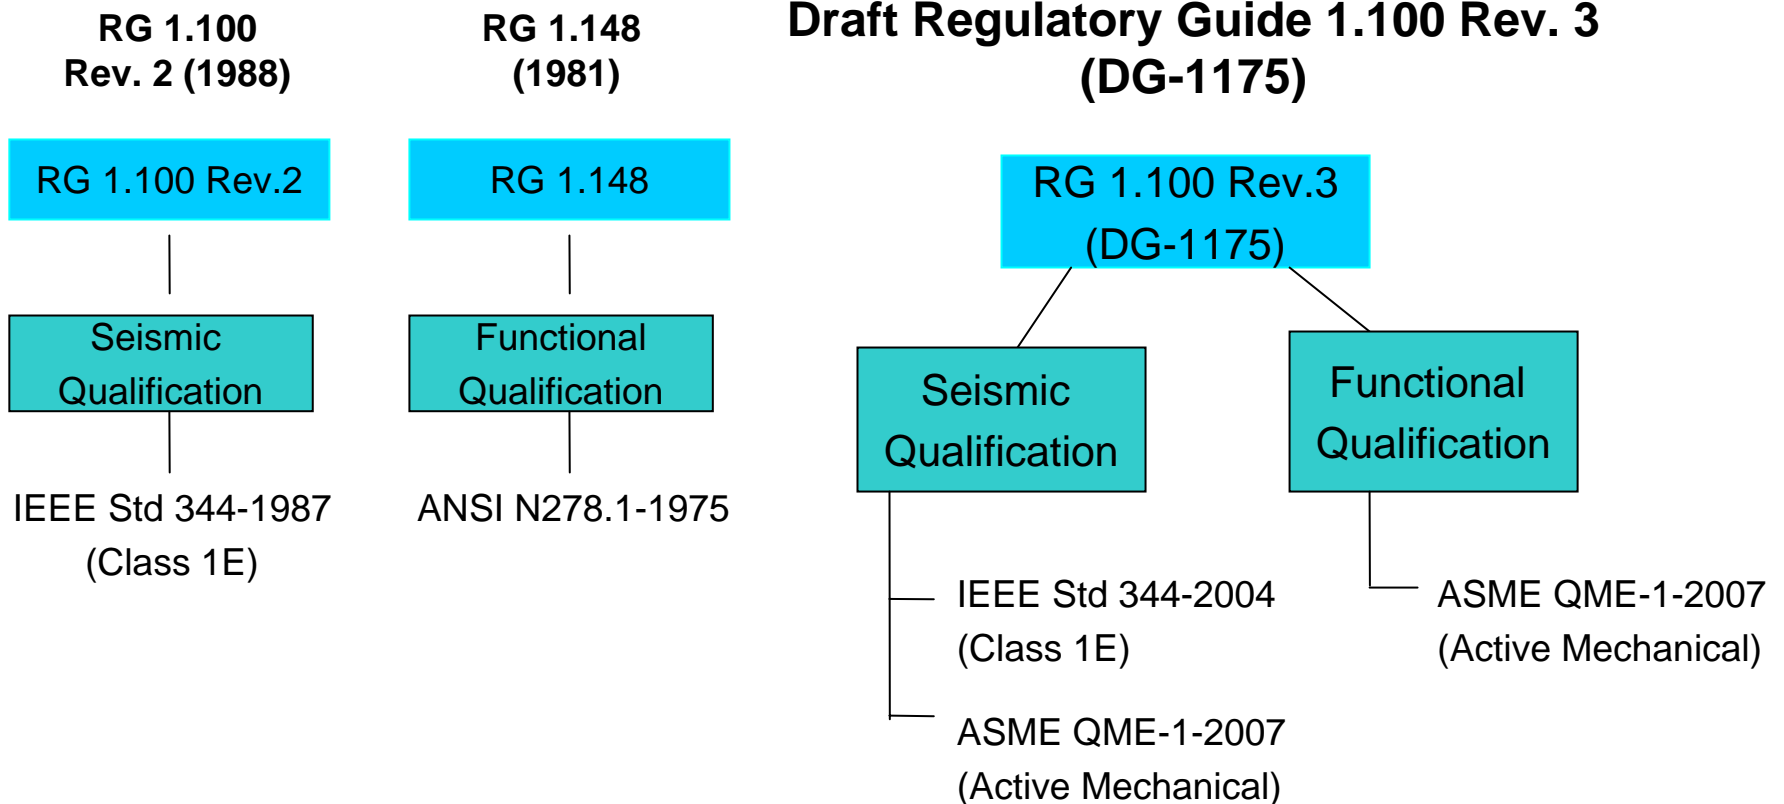 RG 1.100
Rev. 2 (1988)
RG 1.100 Rev.2
Seismic
Qualification
IEEE Std 344-1987
(Class 1E)
RG 1.148
(1981)
RG 1.148
Functional
Qualification
ANSI N278.1-1975
Draft Regulatory Guide 1.100 Rev. 3
(DG-1175)
RG 1.100 Rev.3
(DG-1175)
Seismic
Qualification
IEEE Std 344-2004
(Class 1E)
ASME QME-1-2007
(Active Mechanical)
Functional
Qualification
ASME QME-1-2007
(Active Mechanical)